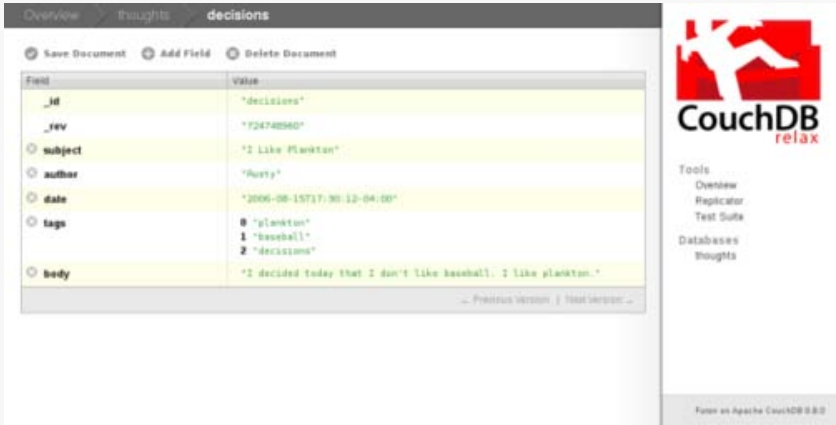 Overview thoughts decisions
Save Document Add Field Delete Document
Field Value
_id "decisions"
_rev "724748960"
subject "I Like Plankton"
author "Rusty"
date "2006-08-15T17:30:12-04:00"
tags 0 "plankton"
1 "baseball"
2 "decisions"
body "I decided today that I don't like baseball. I like plankton."
← Previous Version | Next Version →
CouchDB
relax
Tools
Overview
Replicator
Test Suite
Databases
thoughts
Futon on Apache CouchDB 0.8.0